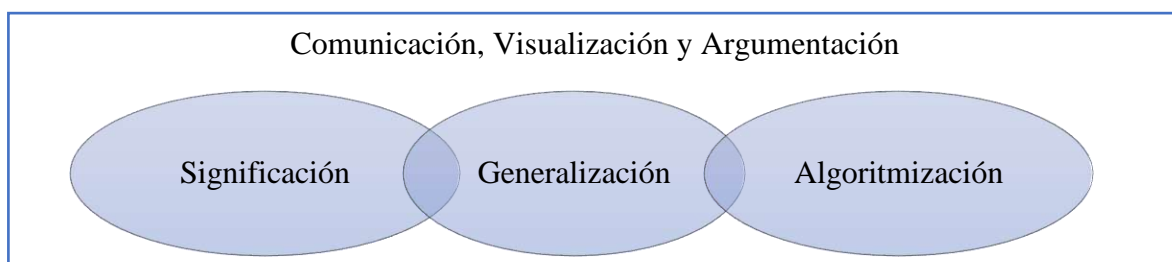 Comunicación, Visualización y Argumentación
Significación Generalización Algoritmización